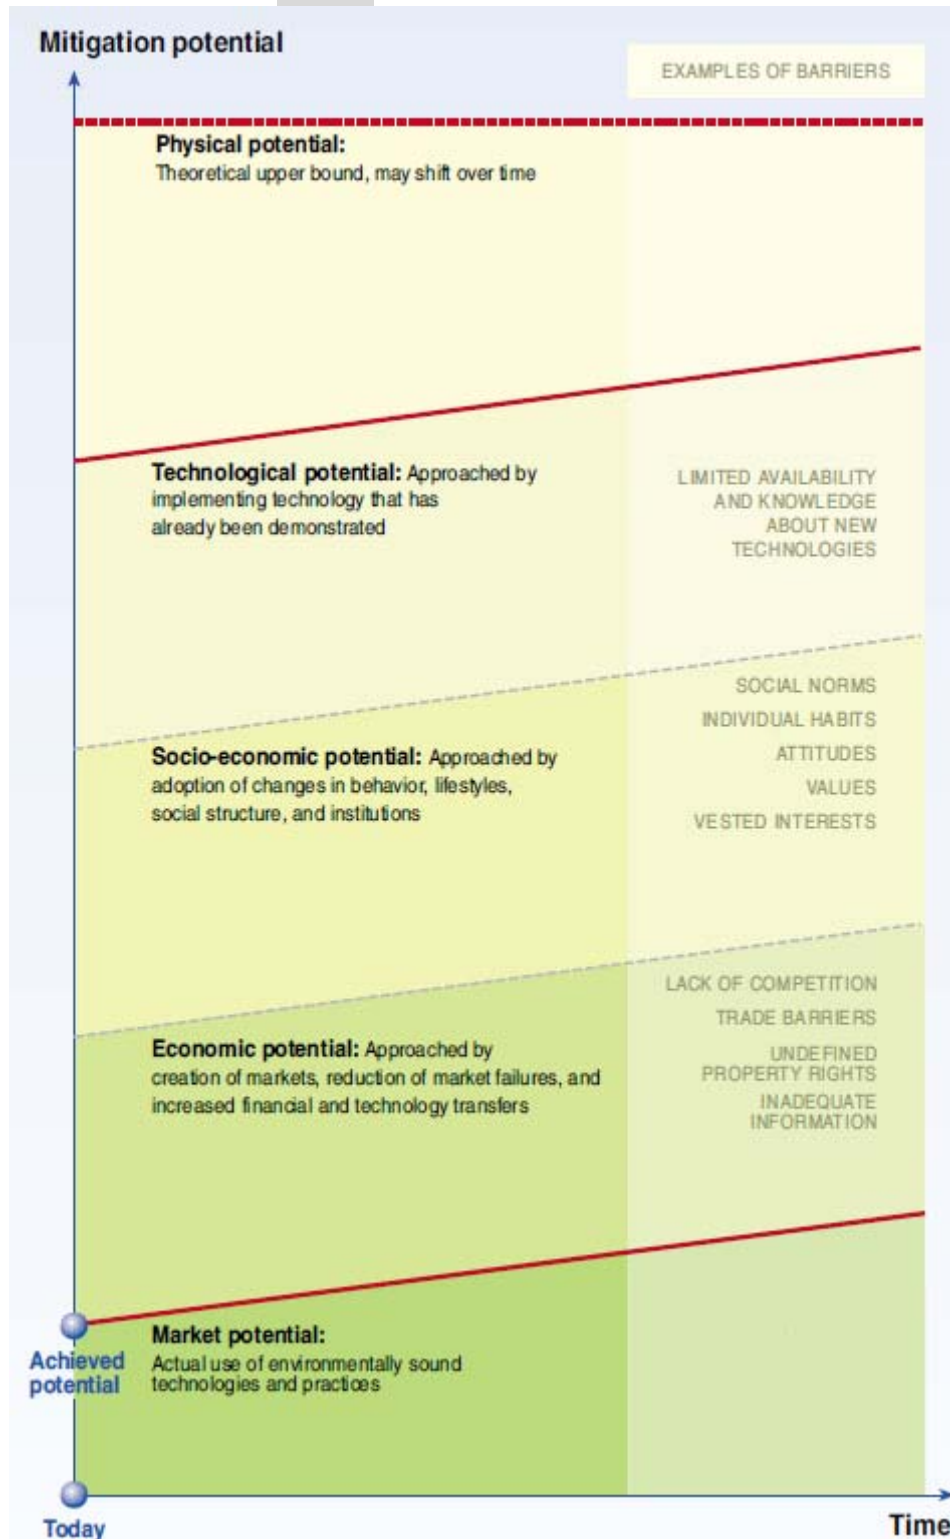 Mitigation potential
EXAMPLES OF BARRIERS
Physical potential:
Theoretical upper bound, may shift over time
Technological potential: Approached by
implementing technology that has
already been demonstrated
LIMITED AVAILABILITY
AND KNOWLEDGE
ABOUT NEW
TECHNOLOGIES
Socio-economic potential: Approached by
adoption of changes in behavior, lifestyles,
social structure, and institutions
SOCIAL NORMS
INDIVIDUAL HABITS
ATTITUDES
VALUES
VESTED INTERESTS
Economic potential: Approached by
creation of markets, reduction of market failures, and
increased financial and technology transfers
LACK OF COMPETITION
TRADE BARRIERS
UNDEFINED
PROPERTY RIGHTS
INADEQUATE
INFORMATION
Market potential:
Actual use of environmentally sound
technologies and practices
Achieved
potential
Today
Time